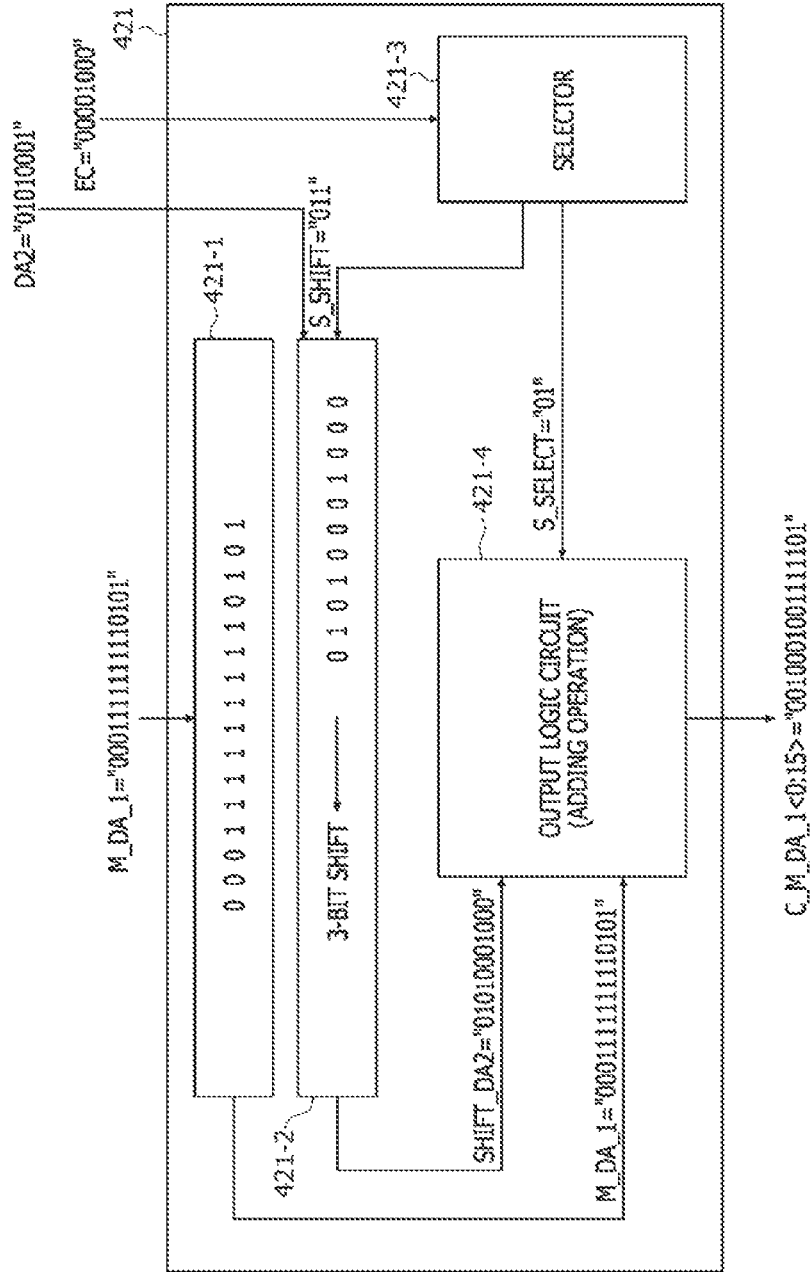 DA2="01010001"
EC="00001000"
421
M_DA_1="0001111111110101"
421-1
0 0 0 1 1 1 1 1 1 1 1 1 0 1 0 1
S_SHIFT="011"
421-3
SELECTOR
421-2
3-BIT SHIFT
0 1 0 1 0 0 0 1 0 0 0
SHIFT_DA2="01010001000"
M_DA_1="0001111111110101"
421-4
OUTPUT LOGIC CIRCUIT
(ADDING OPERATION)
S_SELECT="01"
C_M_DA_1<0:15>="0010001001111101"